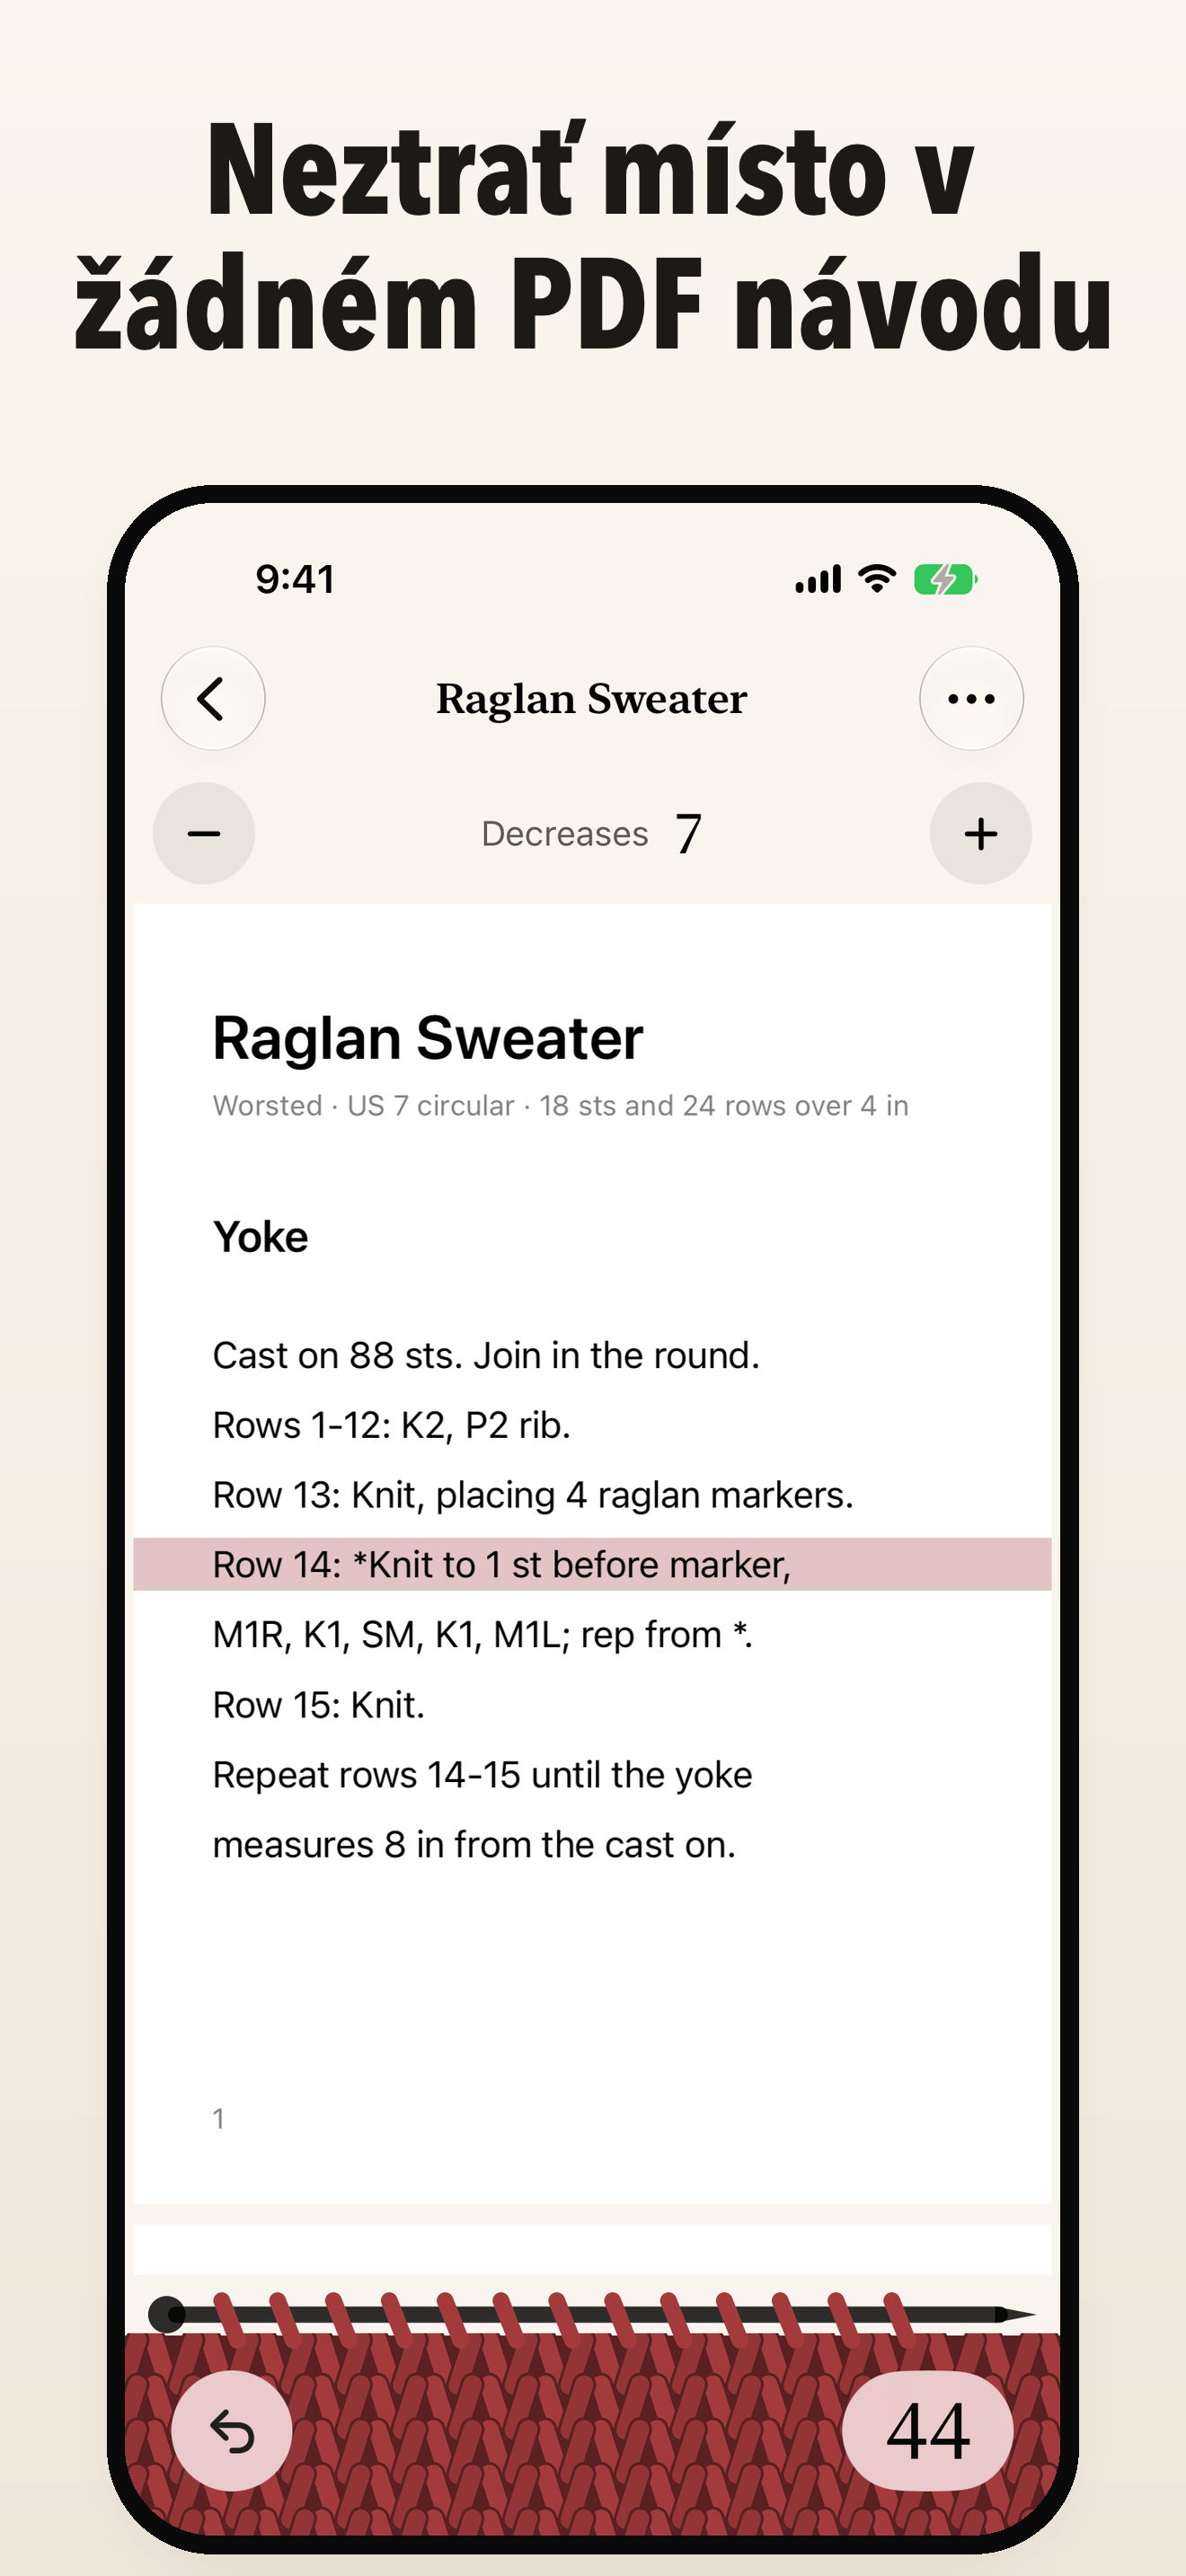 Neztrať místo v
žádném PDF návodu
9:41
Raglan Sweater
Decreases 7
Raglan Sweater
Worsted · US 7 circular · 18 sts and 24 rows over 4 in
Yoke
Cast on 88 sts. Join in the round.
Rows 1-12: K2, P2 rib.
Row 13: Knit, placing 4 raglan markers.
Row 14: *Knit to 1 st before marker,
M1R, K1, SM, K1, M1L; rep from *.
Row 15: Knit.
Repeat rows 14-15 until the yoke
measures 8 in from the cast on.
1
44